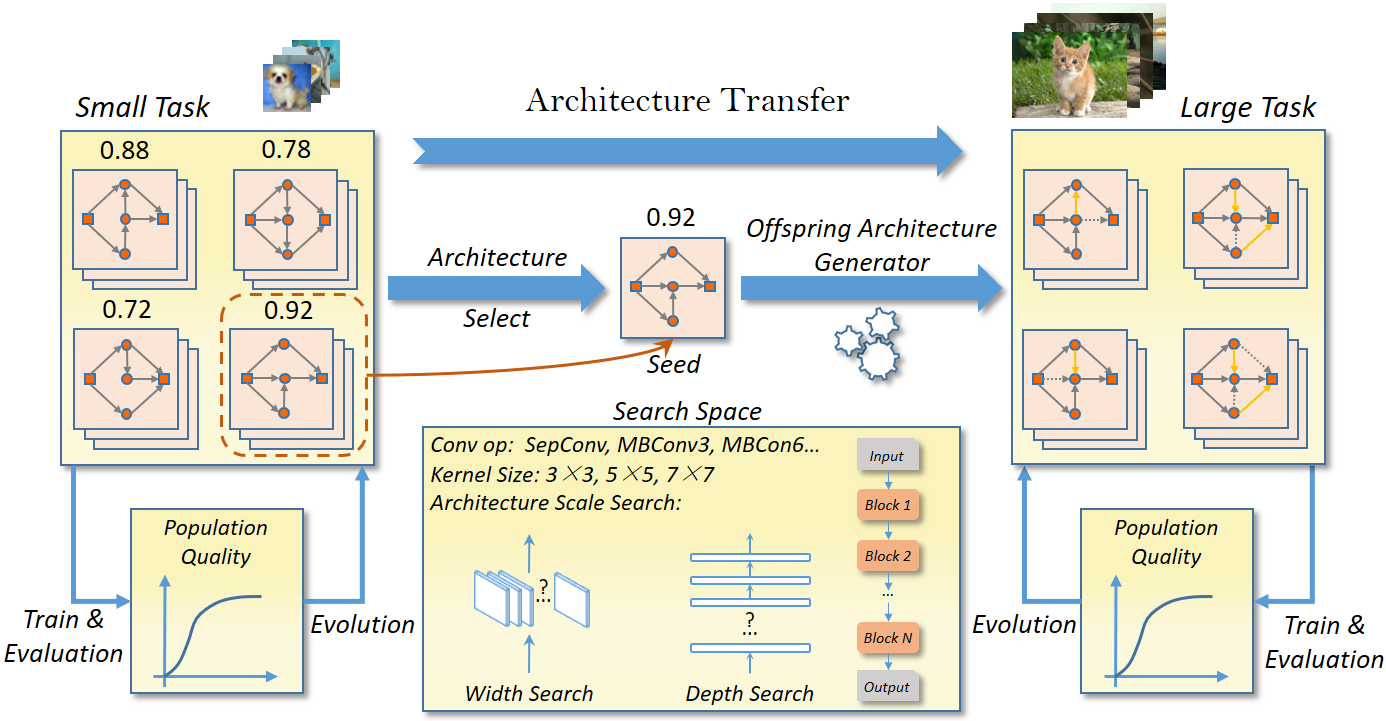 Architecture Transfer
Small Task
Large Task
0.88
0.78
0.72
0.92
Architecture
Select
0.92
Seed
Offspring Architecture
Generator
Population
Quality
Train &
Evaluation
Evolution
Search Space
Conv op: SepConv, MBConv3, MBCon6...
Kernel Size: 3×3, 5×5, 7×7
Architecture Scale Search:
?
...
Width Search
?
...
Depth Search
Input
Block 1
Block 2
...
Block N
Output
Population
Quality
Evolution
Train &
Evaluation